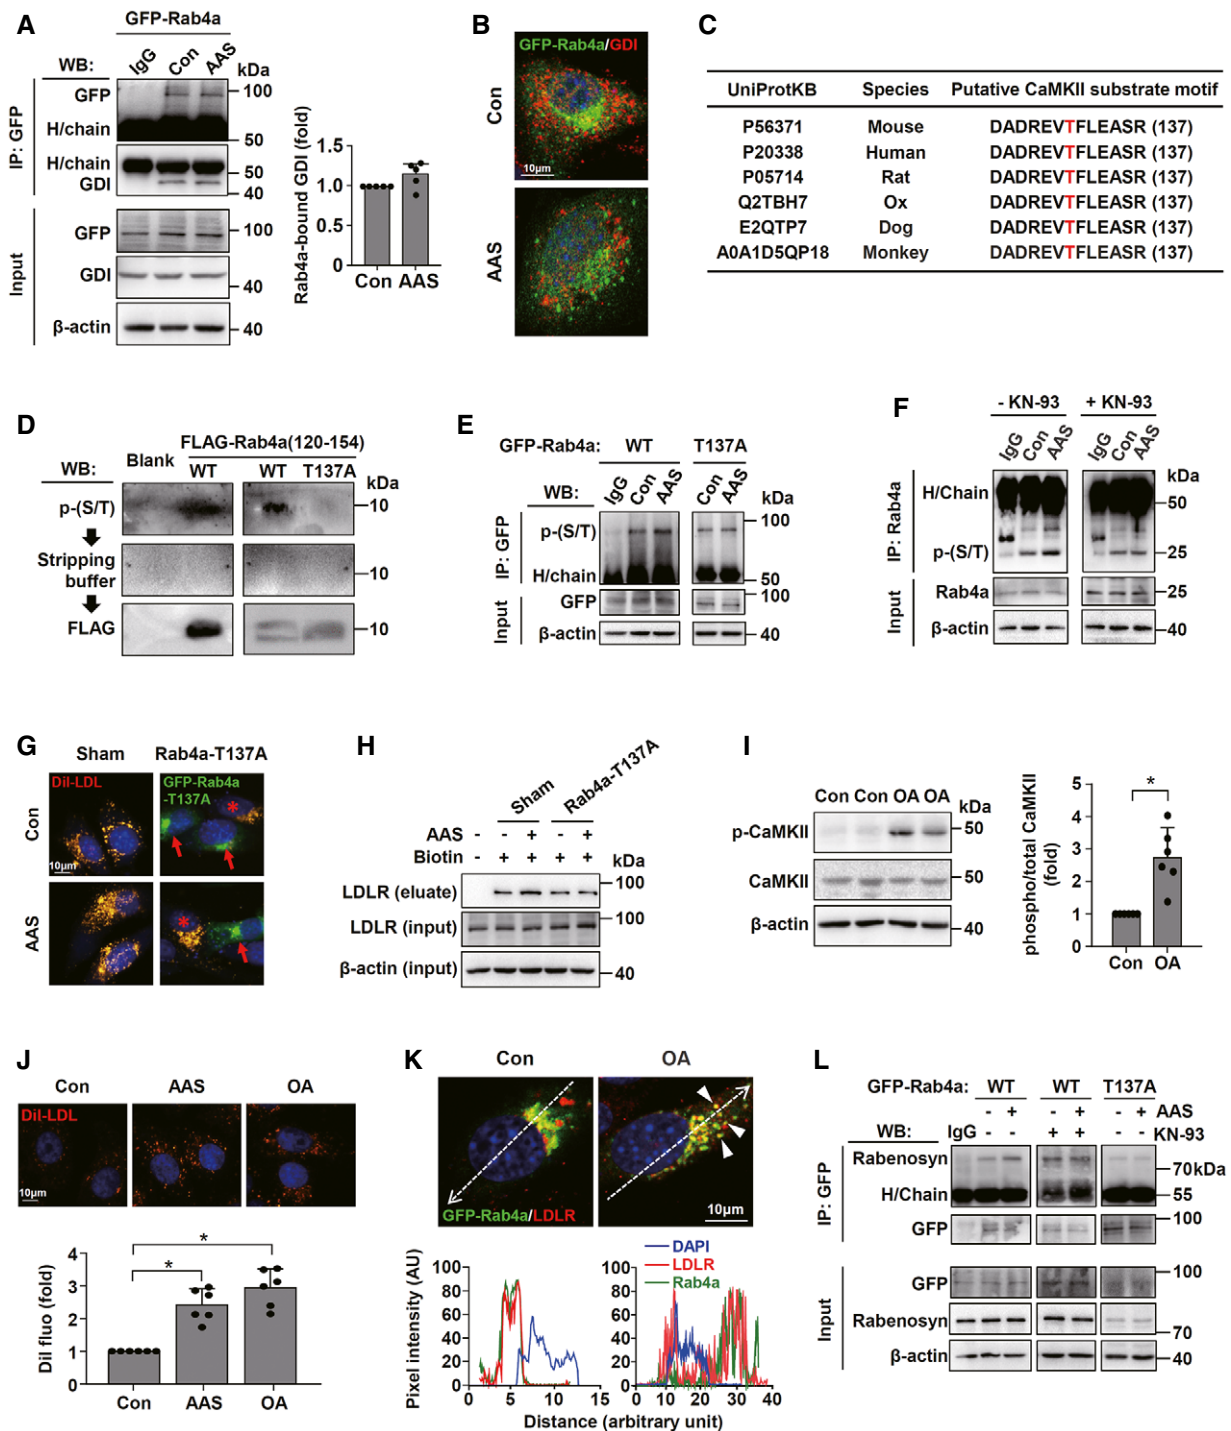 A
GFP-Rab4a
WB:
IgG
Con
AAS
kDa
IP: GFP
GFP
100
H/chain
50
H/chain
50
GDI
40
Input
GFP
100
GDI
40
β-actin
40
Rab4a-bound GDI (fold)
1.5
1.0
0.5
0
Con AAS
B
GFP-Rab4a/GDI
Con
10μm
AAS
C
UniProtKB Species Putative CaMKII substrate motif
P56371 Mouse DADREVTFLEASR (137)
P20338 Human DADREVTFLEASR (137)
P05714 Rat DADREVTFLEASR (137)
Q2TBH7 Ox DADREVTFLEASR (137)
E2QTP7 Dog DADREVTFLEASR (137)
A0A1D5QP18 Monkey DADREVTFLEASR (137)
D
FLAG-Rab4a(120-154)
WB: Blank WT WT T137A kDa
p-(S/T) 10
Stripping
buffer 10
FLAG 10
E
GFP-Rab4a: WT T137A
WB: IgG Con AAS Con AAS kDa
IP: GFP
100
p-(S/T)
H/chain 50
Input
GFP 100
β-actin 40
F
- KN-93 + KN-93
IgG Con AAS IgG Con AAS
kDa
IP: Rab4a
H/Chain 50
p-(S/T) 25
Input
Rab4a 25
β-actin 40
G
Sham Rab4a-T137A
Dil-LDL GFP-Rab4a
-T137A
*
Con
10μm
AAS
*
H
Sham Rab4a-T137A
AAS - - + - +
Biotin - + + + + kDa
LDLR (eluate) 100
LDLR (input) 100
β-actin (input) 40
I
Con Con OA OA kDa
p-CaMKII 50
CaMKII 50
β-actin 40
phospho/total CaMKII
(fold)
5
4
3
2
1
0
*
Con OA
J
Con AAS OA
Dil-LDL
10μm
Dil fluo (fold)
4
3
2
1
0
*
*
Con AAS OA
K
Con OA
GFP-Rab4a/LDLR
10μm
Pixel intensity (AU)
100
80
60
40
20
0
0 5 10 15
DAPI
LDLR
Rab4a
100
80
60
40
20
0
0 10 20 30 40
Distance (arbitrary unit)
L
GFP-Rab4a: WT WT T137A
- + - + - + AAS
WB: IgG - - + + - - KN-93
IP: GFP
Rabenosyn 70kDa
H/Chain 55
GFP 100
Input
GFP 100
Rabenosyn 70
β-actin 40